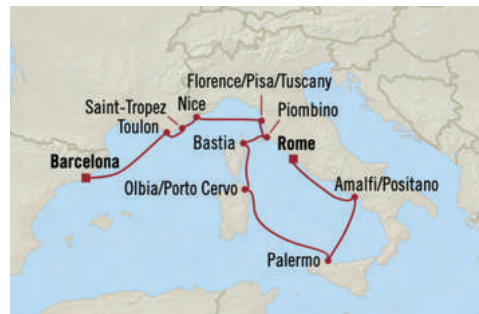 Florence/Pisa/Tuscany
Saint-Tropez
Nice
Piombino
Toulon
Bastia
Rome
Barcelona
Olbia/Porto Cervo
Amalfi/Positano
Palermo